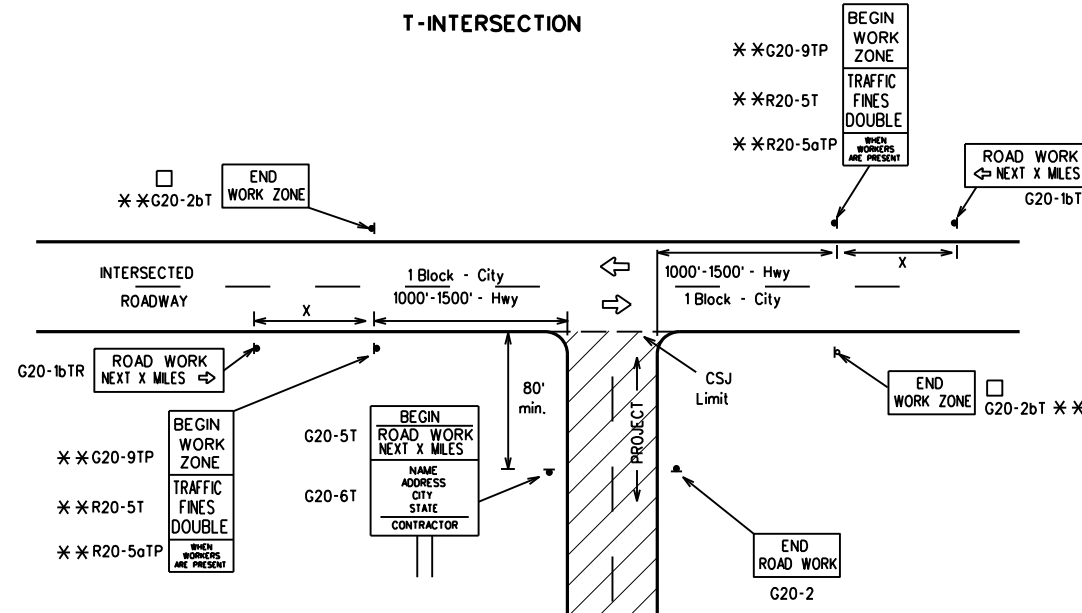 T-INTERSECTION
**G20-9TP
BEGIN
WORK
ZONE
**R20-5T
TRAFFIC
FINES
DOUBLE
**R20-5aTP
WHEN
WORKERS
ARE PRESENT
ROAD WORK
⇦ NEXT X MILES
G20-1bT
□
**G20-2bT
END
WORK ZONE
INTERSECTED
ROADWAY
1 Block - City
1000'-1500' - Hwy
X
1000'-1500' - Hwy
1 Block - City
X
G20-1bTR
ROAD WORK
NEXT X MILES ⇨
80'
min.
CSJ
Limit
PROJECT
END
WORK ZONE
□
G20-2bT **
**G20-9TP
BEGIN
WORK
ZONE
**R20-5T
TRAFFIC
FINES
DOUBLE
**R20-5aTP
WHEN
WORKERS
ARE PRESENT
G20-5T
BEGIN
ROAD WORK
NEXT X MILES
G20-6T
NAME
ADDRESS
CITY
STATE
CONTRACTOR
END
ROAD WORK
G20-2